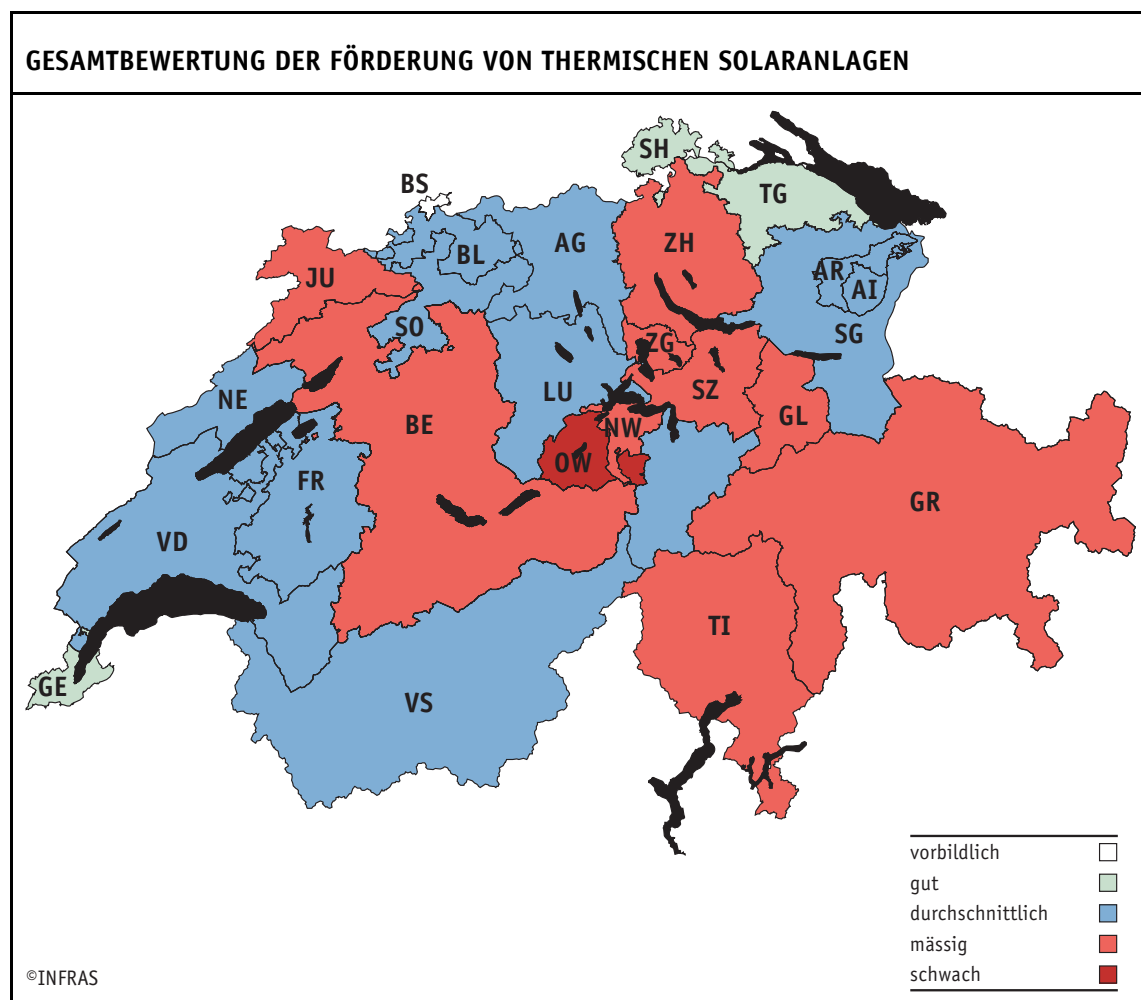 GESAMTBEWERTUNG DER FÖRDERUNG VON THERMISCHEN SOLARANLAGEN
SH
BS
TG
ZH
AG
BL
JU
AR
AI
SO
SG
ZG
NE
LU
SZ
GL
BE
NW
OW
FR
GR
VD
TI
GE
VS
vorbildlich
gut
durchschnittlich
mässig
schwach
©INFRAS